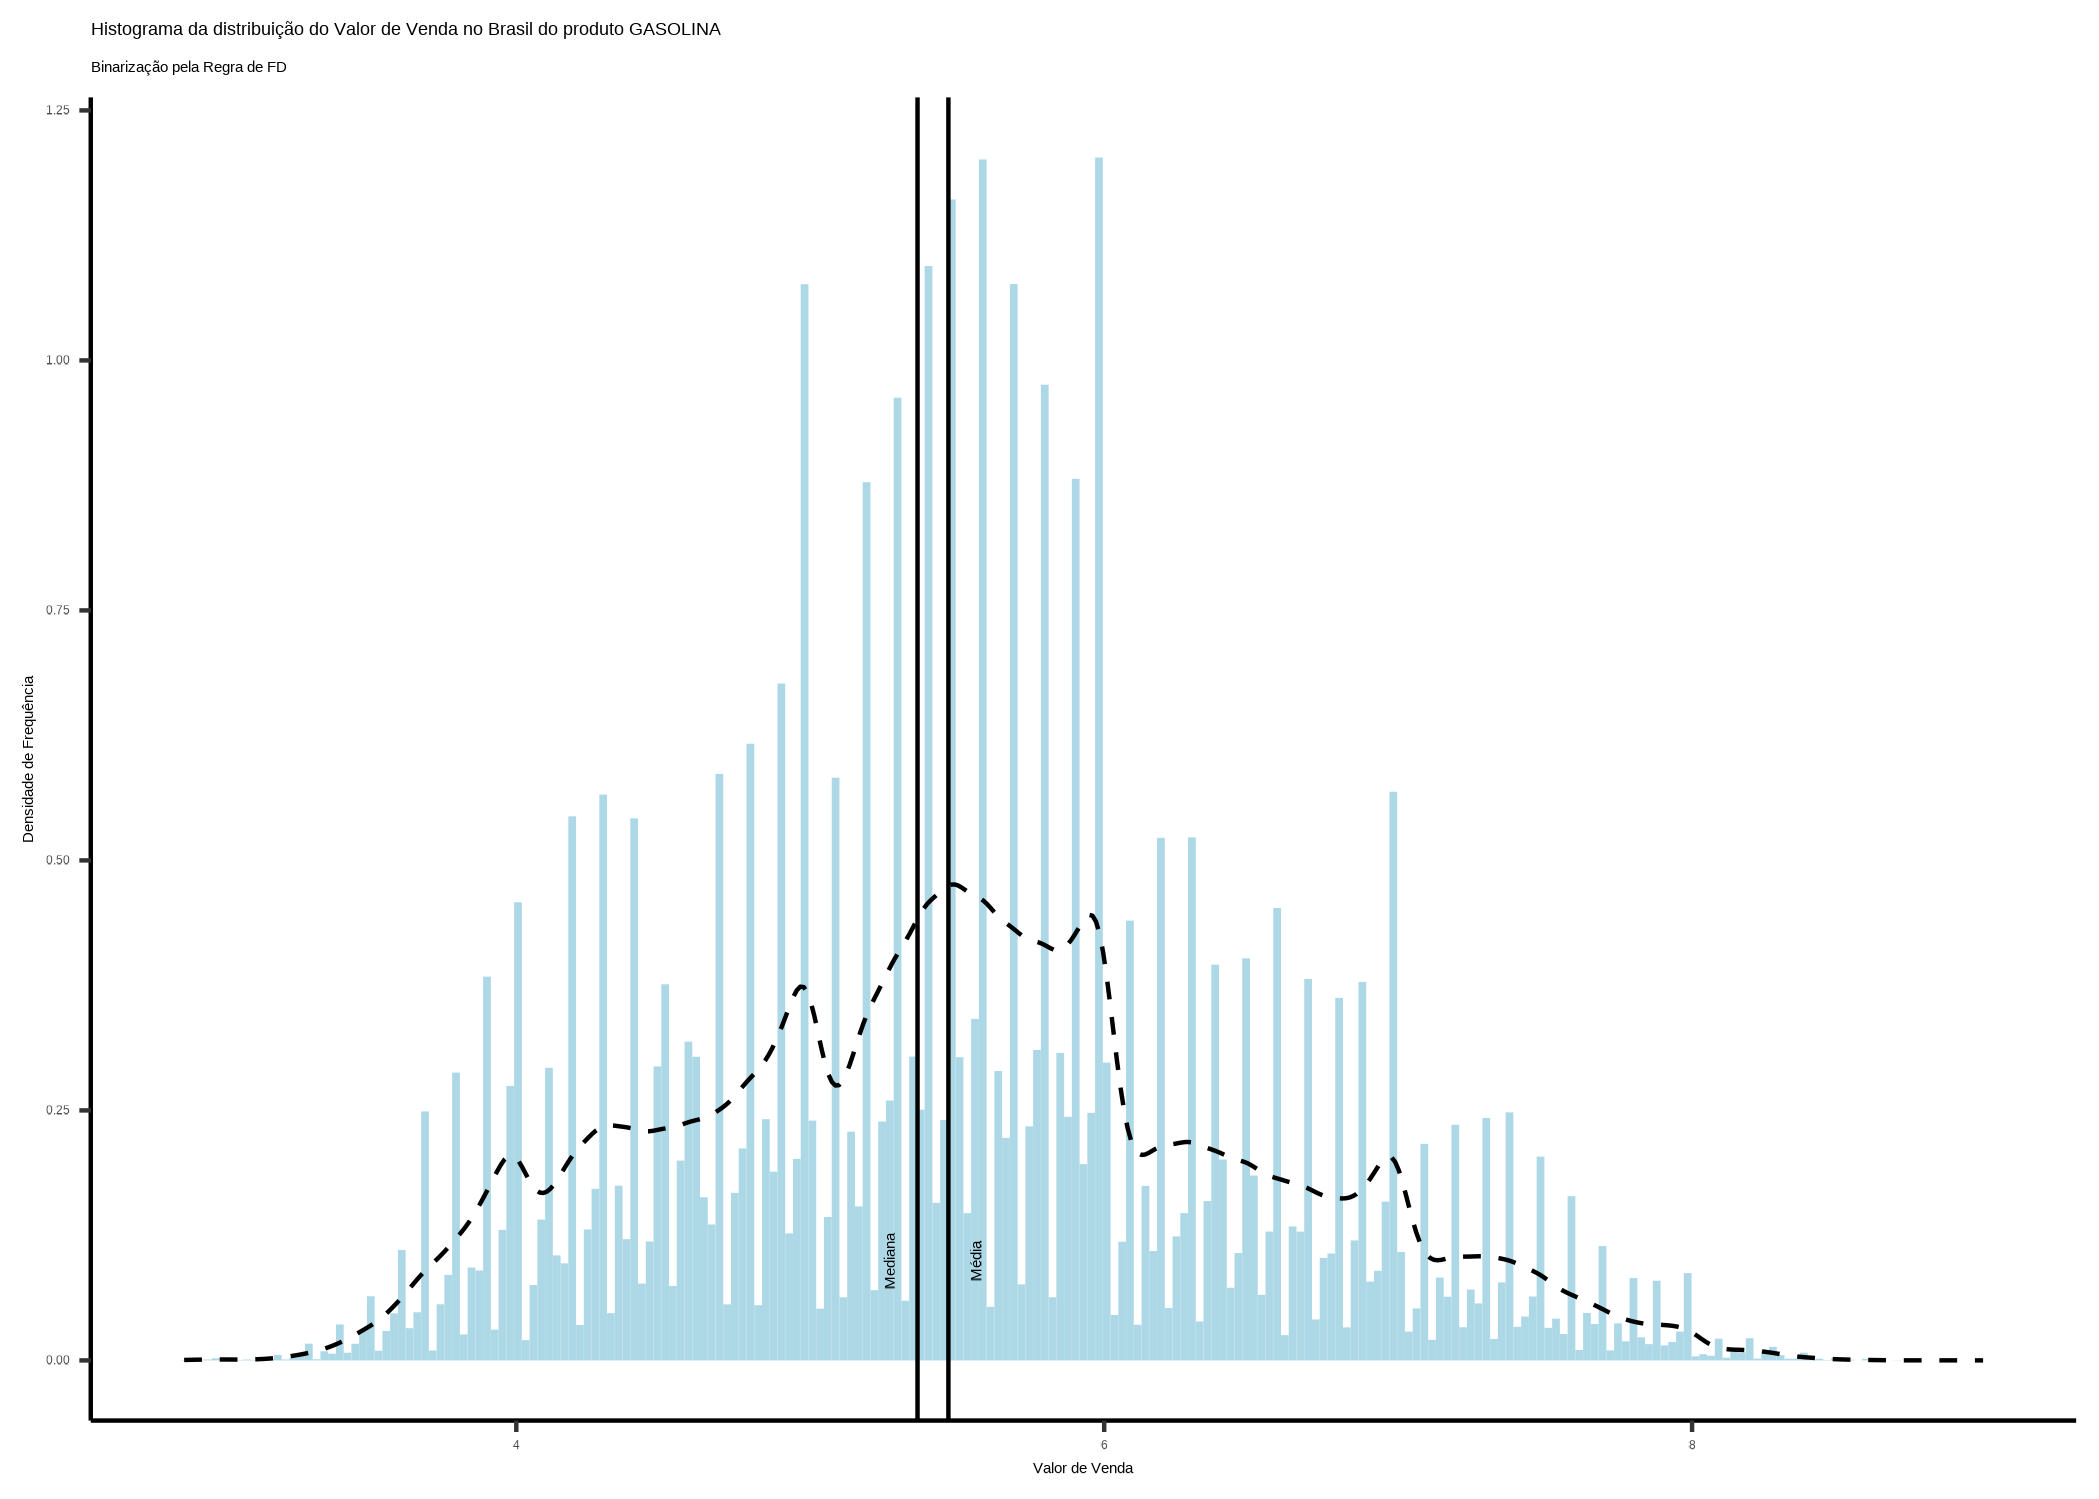 Histograma da distribuição do Valor de Venda no Brasil do produto GASOLINA
Binarização pela Regra de FD
1.25
1.00
0.75
0.50
0.25
0.00
Densidade de Frequência
Mediana
Média
4
6
8
Valor de Venda